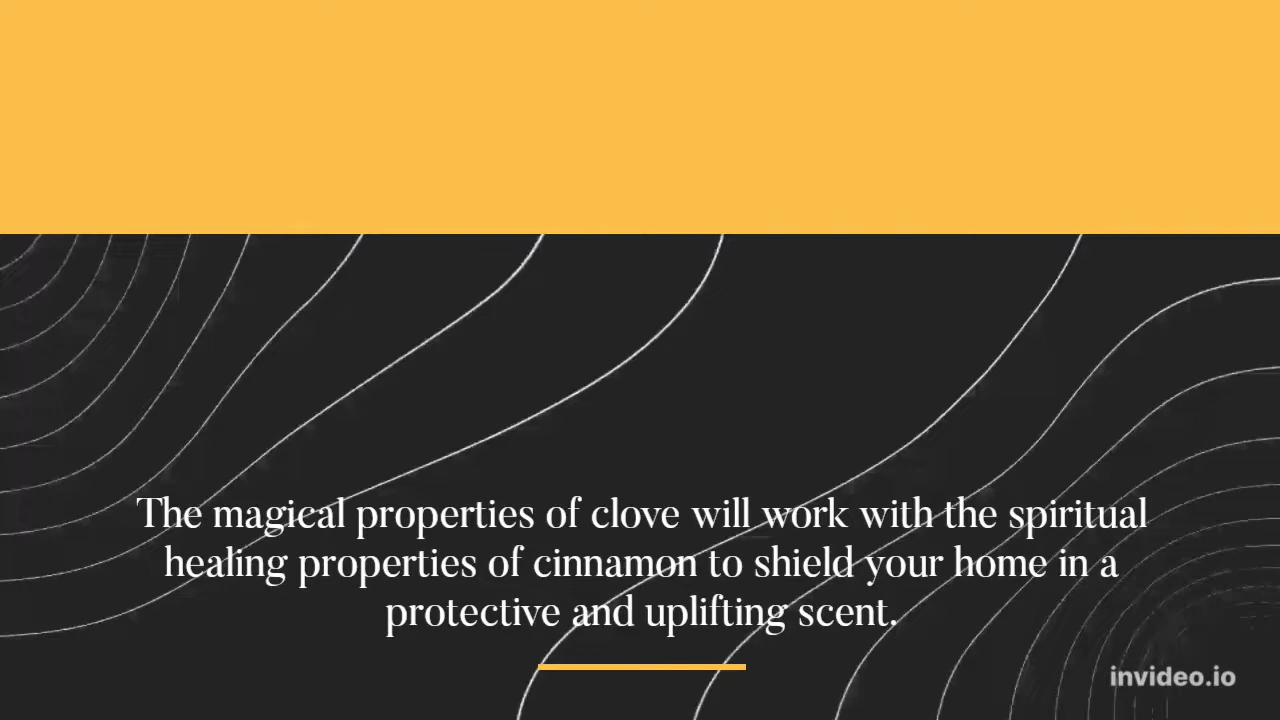 The magical properties of clove will work with the spiritual
healing properties of cinnamon to shield your home in a
protective and uplifting scent.
invideo.io